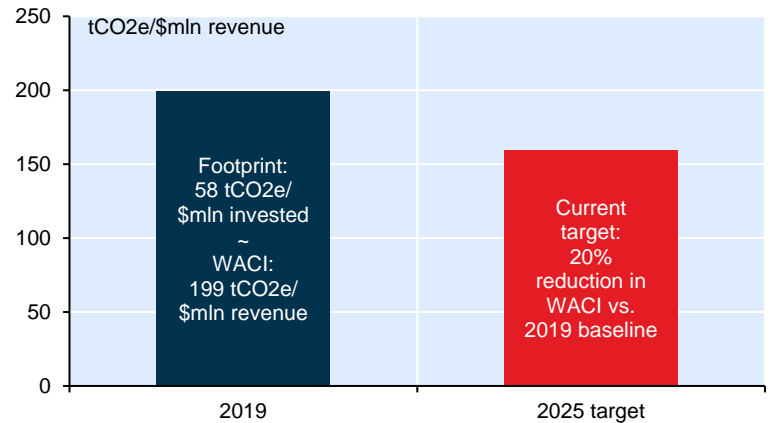 250
tCO2e/$mln revenue
200
150
100
50
0
Footprint:
58 tCO2e/
$mln invested
~
WACI:
199 tCO2e/
$mln revenue
Current
target:
20%
reduction in
WACI vs.
2019 baseline
2019
2025 target